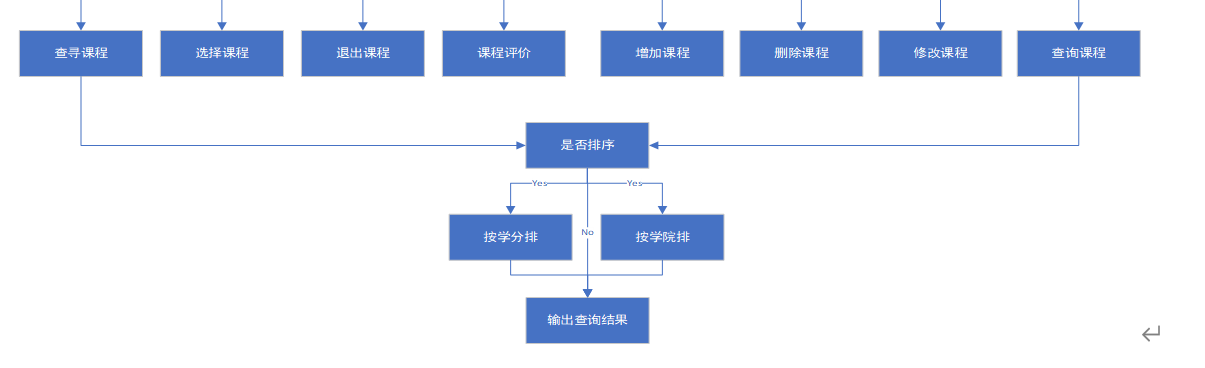 查寻课程
选择课程
退出课程
课程评价
增加课程
删除课程
修改课程
查询课程
是否排序
Yes
Yes
按学分排
No
按学院排
输出查询结果